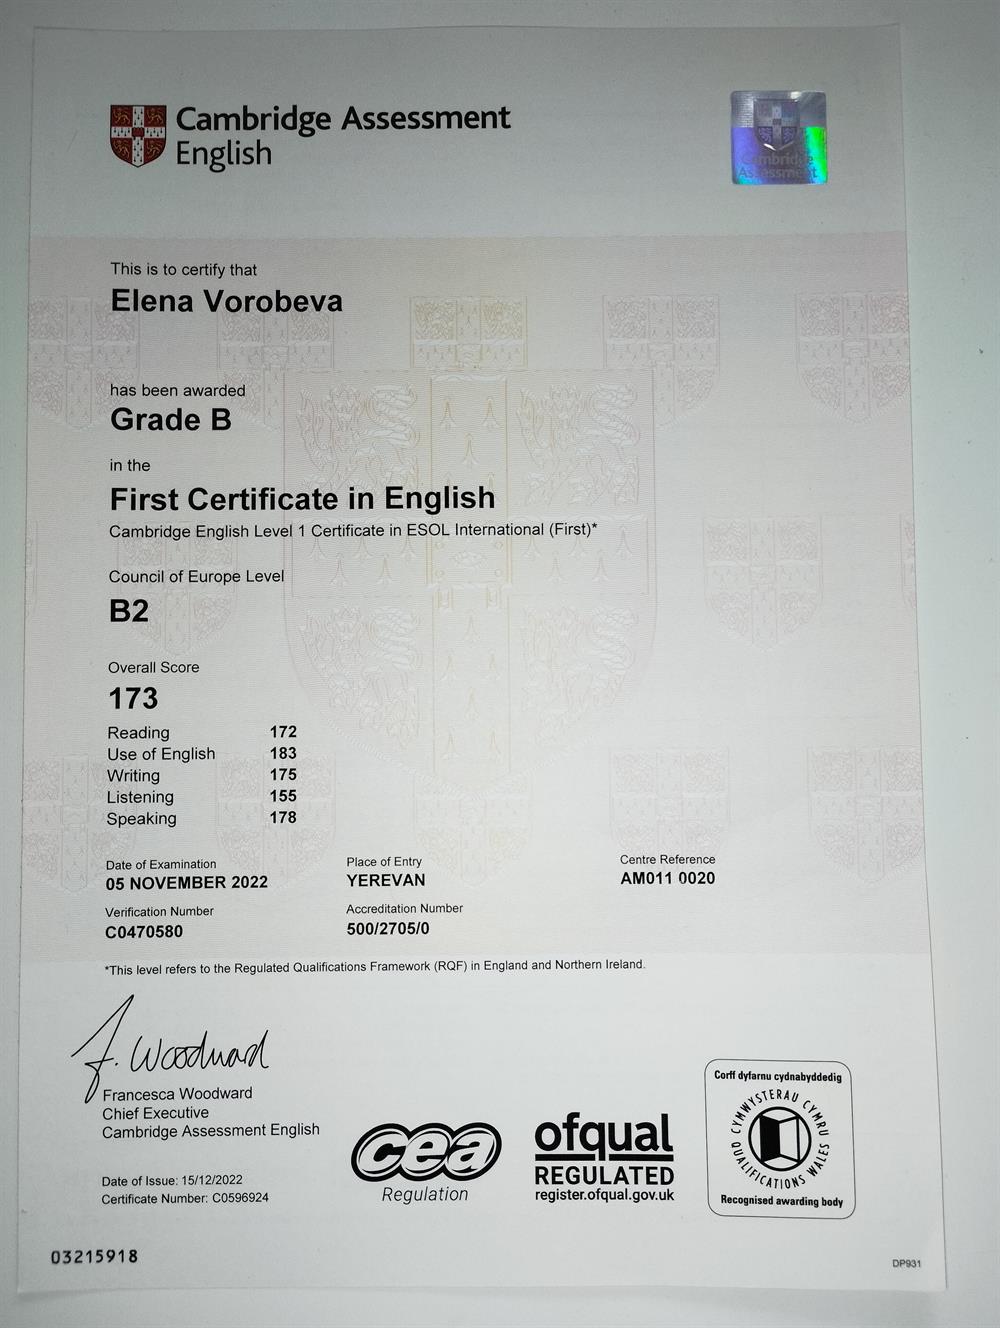 Cambridge Assessment
English
Cambridge
Assessment
This is to certify that
Elena Vorobeva
has been awarded
Grade B
in the
First Certificate in English
Cambridge English Level 1 Certificate in ESOL International (First)*
Council of Europe Level
B2
Overall Score
173
Reading 172
Use of English 183
Writing 175
Listening 155
Speaking 178
Date of Examination Place of Entry Centre Reference
05 NOVEMBER 2022 YEREVAN AM011 0020
Verification Number Accreditation Number
C0470580 500/2705/0
*This level refers to the Regulated Qualifications Framework (RQF) in England and Northern Ireland.
F. Woodward
Francesca Woodward
Chief Executive
Cambridge Assessment English
Date of Issue: 15/12/2022
Certificate Number: C0596924
cea
Regulation
ofqual
REGULATED
register.ofqual.gov.uk
Corff dyfarnu cydnabyddedig
CYMWYSTERAU CYMRU
QUALIFICATIONS WALES
Recognised awarding body
03215918
DP931